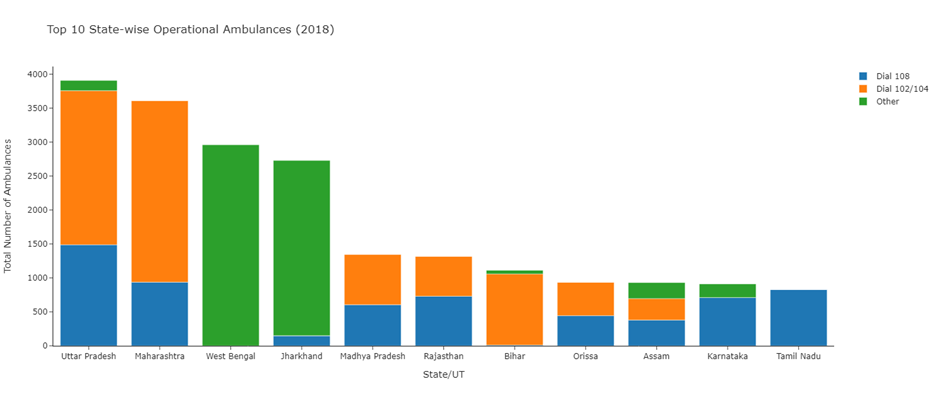 Top 10 State-wise Operational Ambulances (2018)
Dial 108
Dial 102/104
Other
Total Number of Ambulances
4000
3500
3000
2500
2000
1500
1000
500
0
Uttar Pradesh Maharashtra West Bengal Jharkhand Madhya Pradesh Rajasthan Bihar Orissa Assam Karnataka Tamil Nadu
State/UT